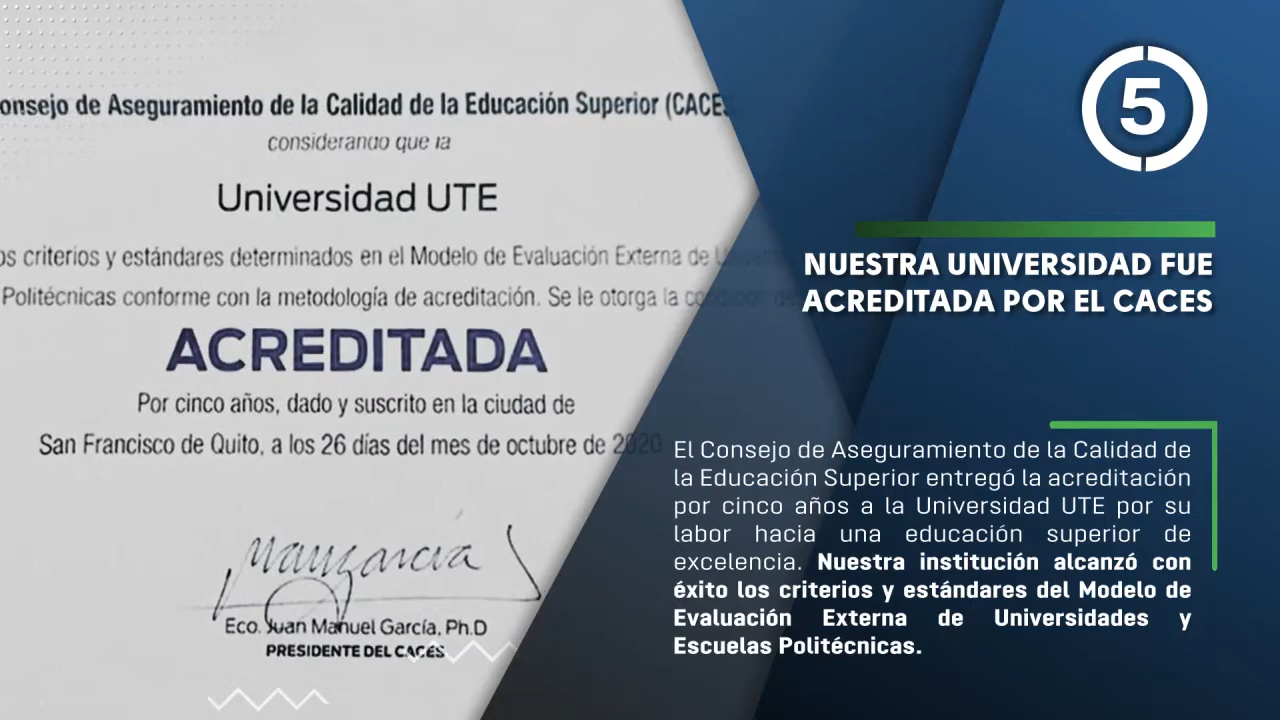 onsejo de Aseguramiento de la Calidad de la Educación Superior (CACES
considerando que la
Universidad UTE
os criterios y estándares determinados en el Modelo de Evaluación Externa de
Politécnicas conforme con la metodología de acreditación. Se le otorga la
ACREDITADA
Por cinco años, dado y suscrito en la ciudad de
San Francisco de Quito, a los 26 días del mes de octubre de 2020
Eco. Juan Manuel García, Ph.D
PRESIDENTE DEL CACES
5
NUESTRA UNIVERSIDAD FUE
ACREDITADA POR EL CACES
El Consejo de Aseguramiento de la Calidad de
la Educación Superior entregó la acreditación
por cinco años a la Universidad UTE por su
labor hacia una educación superior de
excelencia. Nuestra institución alcanzó con
éxito los criterios y estándares del Modelo de
Evaluación Externa de Universidades y
Escuelas Politécnicas.